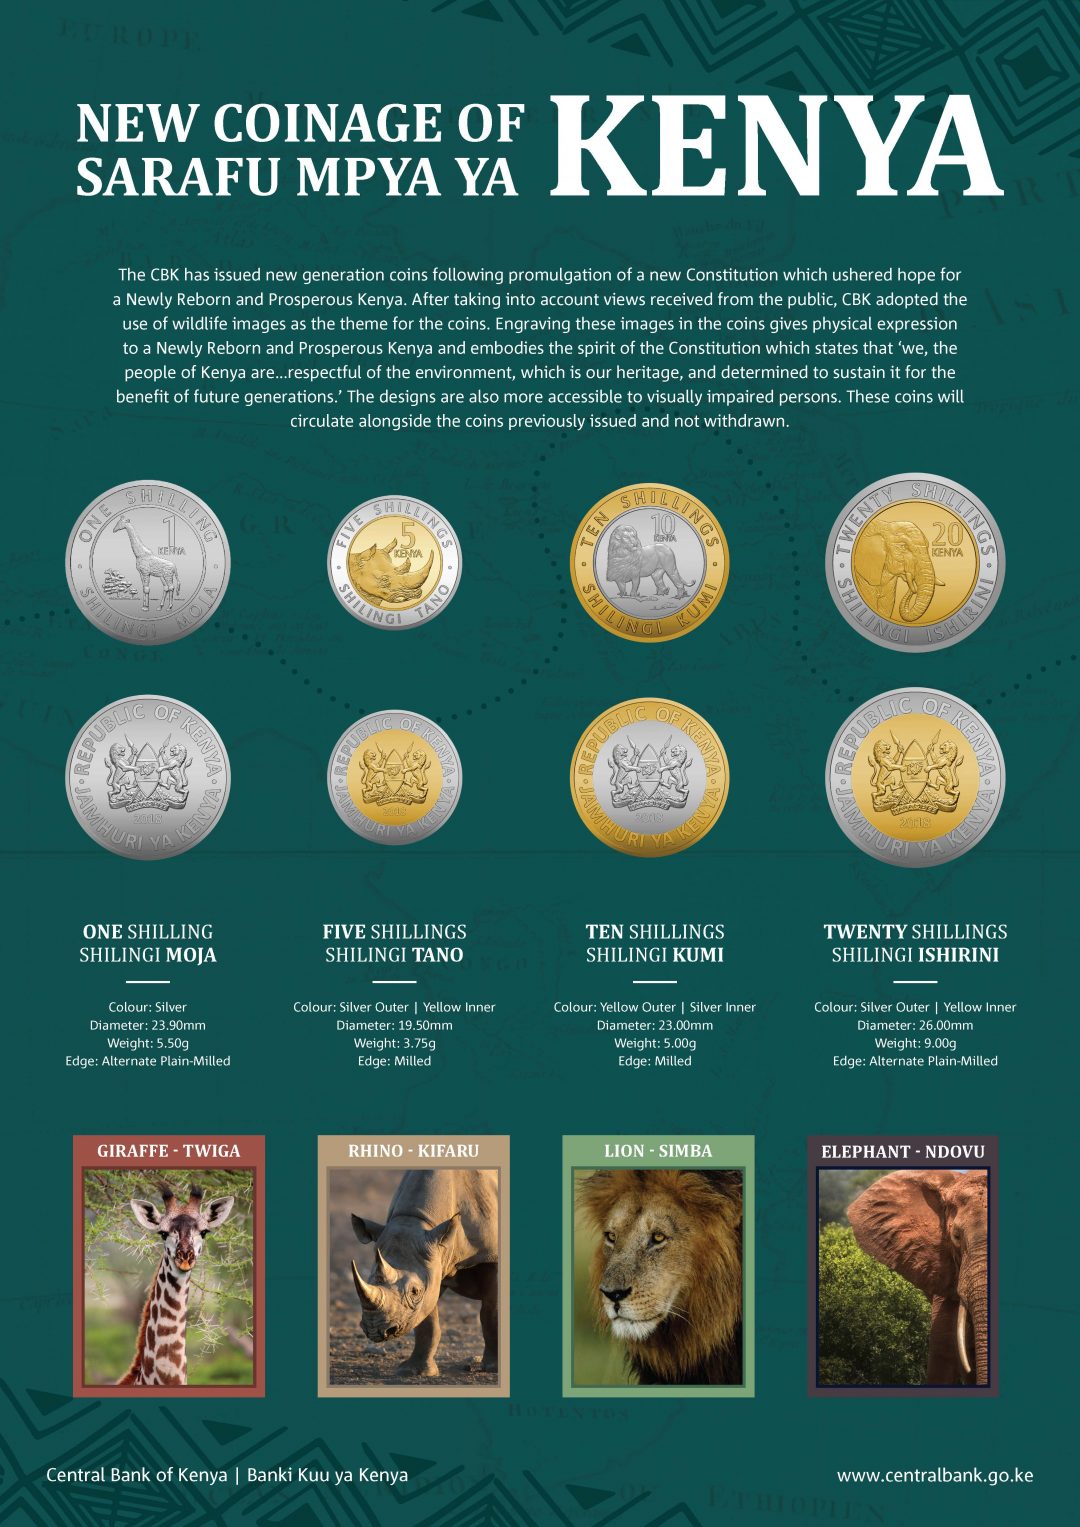 NEW COINAGE OF
SARAFU MPYA YA
KENYA
The CBK has issued new generation coins following promulgation of a new Constitution which ushered hope for
a Newly Reborn and Prosperous Kenya. After taking into account views received from the public, CBK adopted the
use of wildlife images as the theme for the coins. Engraving these images in the coins gives physical expression
to a Newly Reborn and Prosperous Kenya and embodies the spirit of the Constitution which states that ‘we, the
people of Kenya are...respectful of the environment, which is our heritage, and determined to sustain it for the
benefit of future generations.’ The designs are also more accessible to visually impaired persons. These coins will
circulate alongside the coins previously issued and not withdrawn.
ONE SHILLING
1
KENYA
SHILINGI MOJA
FIVE SHILLINGS
5
KENYA
SHILINGI TANO
TEN SHILLINGS
10
KENYA
SHILINGI KUMI
TWENTY SHILLINGS
20
KENYA
SHILINGI ISHIRINI
REPUBLIC OF KENYA
2018
JAMHURI YA KENYA
REPUBLIC OF KENYA
2018
JAMHURI YA KENYA
REPUBLIC OF KENYA
2018
JAMHURI YA KENYA
REPUBLIC OF KENYA
2018
JAMHURI YA KENYA
ONE SHILLING
SHILINGI MOJA
Colour: Silver
Diameter: 23.90mm
Weight: 5.50g
Edge: Alternate Plain-Milled
FIVE SHILLINGS
SHILINGI TANO
Colour: Silver Outer | Yellow Inner
Diameter: 19.50mm
Weight: 3.75g
Edge: Milled
TEN SHILLINGS
SHILINGI KUMI
Colour: Yellow Outer | Silver Inner
Diameter: 23.00mm
Weight: 5.00g
Edge: Milled
TWENTY SHILLINGS
SHILINGI ISHIRINI
Colour: Silver Outer | Yellow Inner
Diameter: 26.00mm
Weight: 9.00g
Edge: Alternate Plain-Milled
GIRAFFE - TWIGA
RHINO - KIFARU
LION - SIMBA
ELEPHANT - NDOVU
Central Bank of Kenya | Banki Kuu ya Kenya
www.centralbank.go.ke